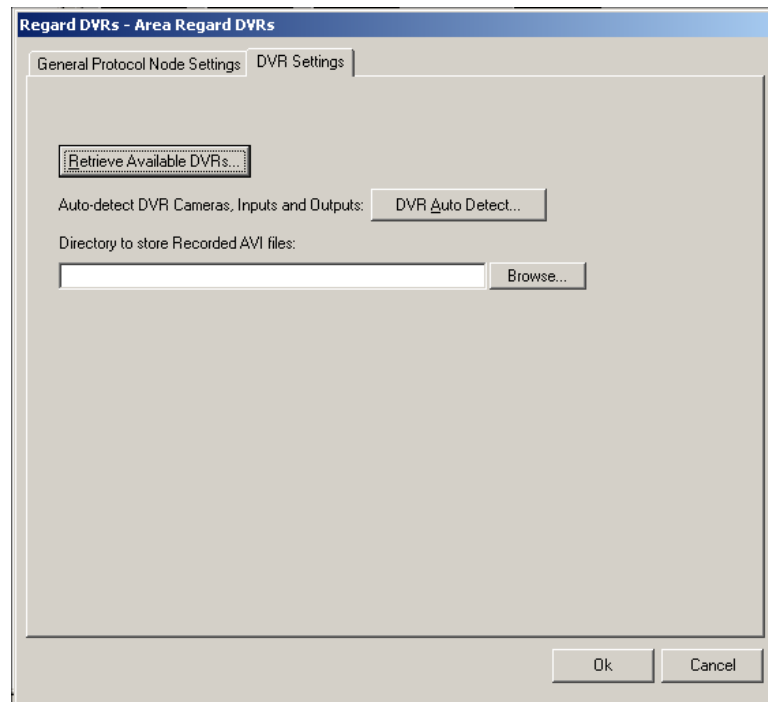 Regard DVRs - Area Regard DVRs
General Protocol Node Settings DVR Settings
Retrieve Available DVRs...
Auto-detect DVR Cameras, Inputs and Outputs: DVR Auto Detect...
Directory to store Recorded AVI files:
Browse...
Ok Cancel